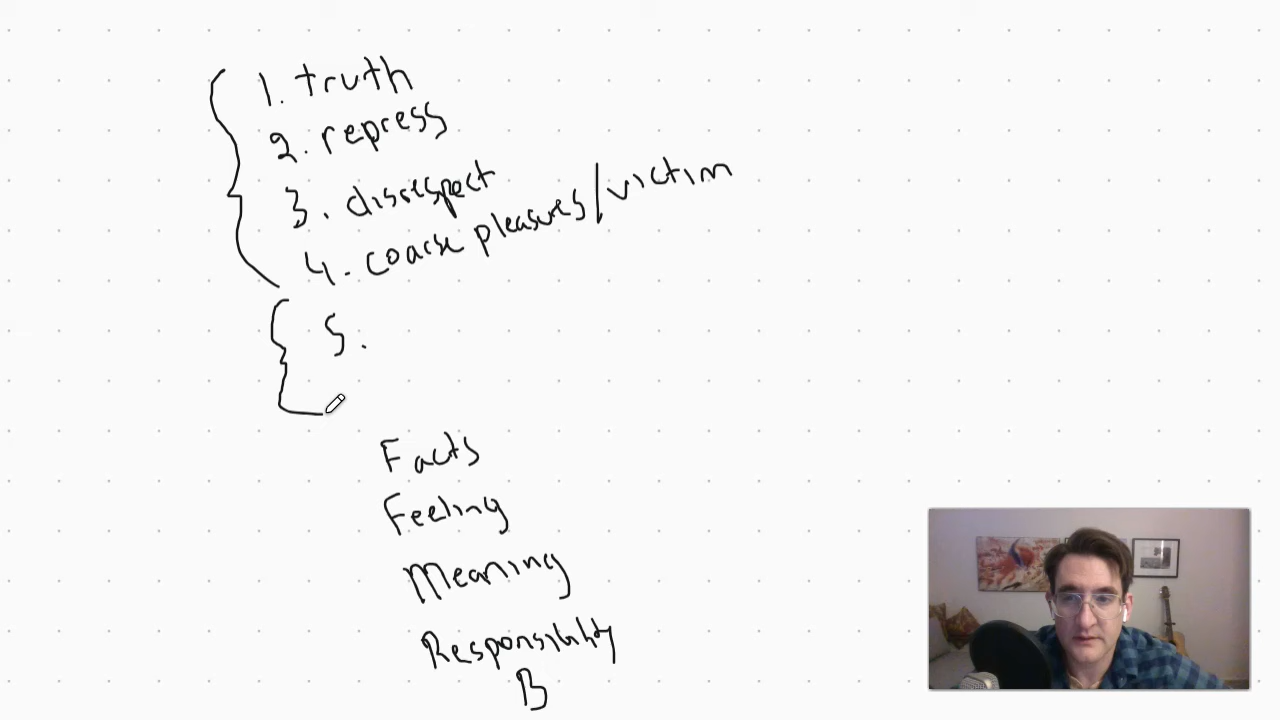 1. truth
2. repress
3. disrespect
4. coarse pleasures/victim
5.
Facts
Feeling
Meaning
Responsibility
B